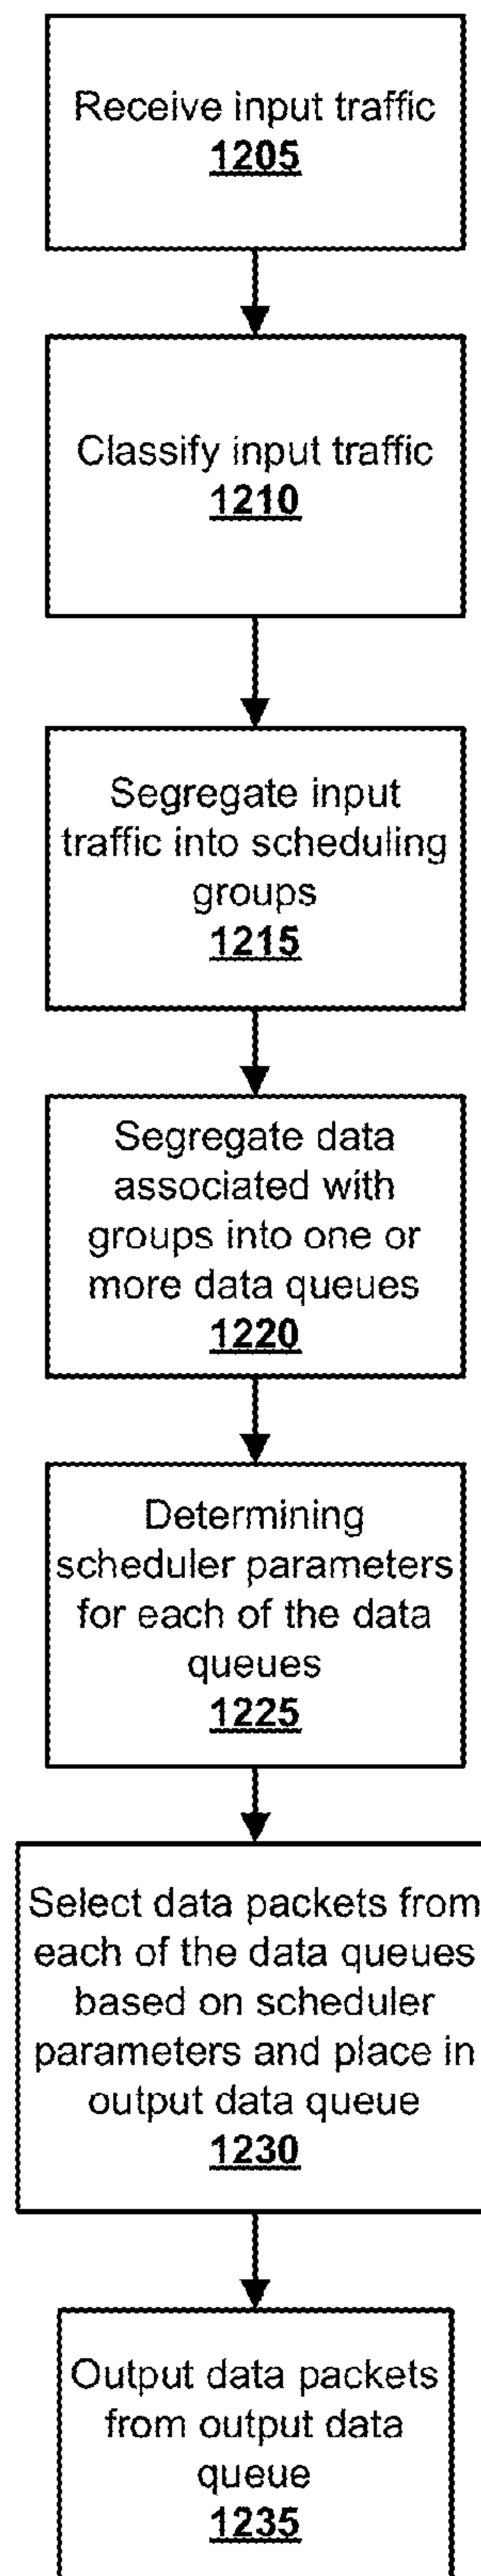 Receive input traffic
1205
Classify input traffic
1210
Segregate input
traffic into scheduling
groups
1215
Segregate data
associated with
groups into one or
more data queues
1220
Determining
scheduler parameters
for each of the data
queues
1225
Select data packets from
each of the data queues
based on scheduler
parameters and place in
output data queue
1230
Output data packets
from output data
queue
1235